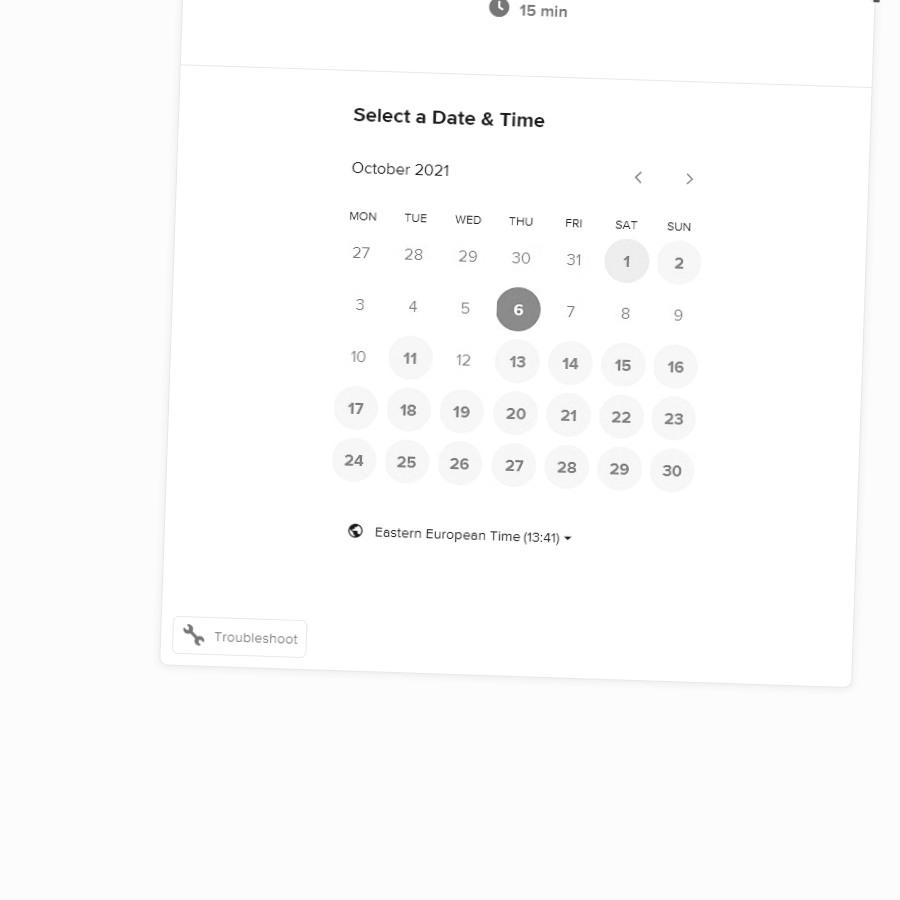 15 min
Select a Date & Time
October 2021
MON TUE WED THU FRI SAT SUN
27 28 29 30 31 1 2
3 4 5 6 7 8 9
10 11 12 13 14 15 16
17 18 19 20 21 22 23
24 25 26 27 28 29 30
Eastern European Time (13:41)
Troubleshoot